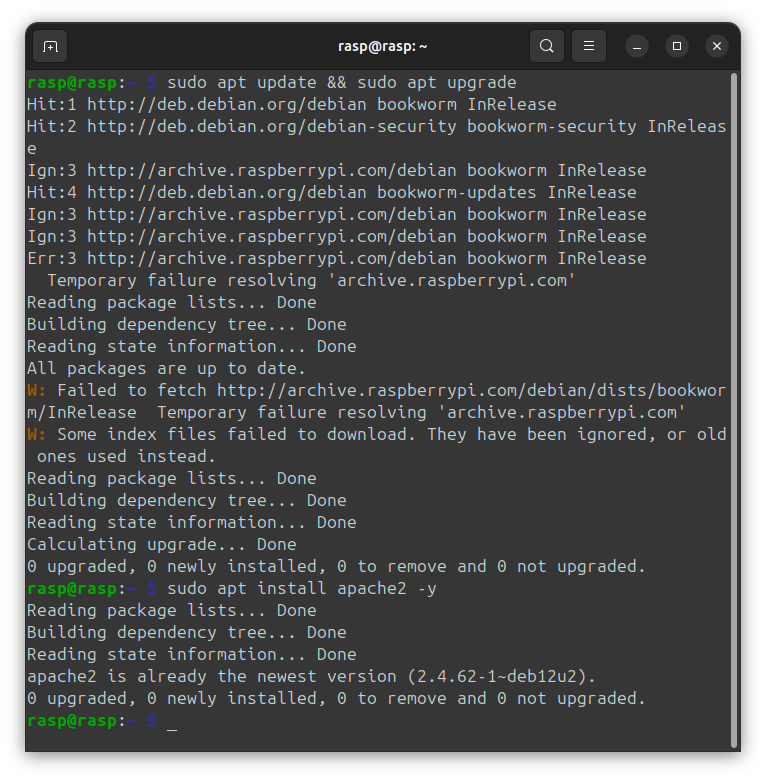 rasp@rasp: ~
rasp@rasp:~ $ sudo apt update && sudo apt upgrade
Hit:1 http://deb.debian.org/debian bookworm InRelease
Hit:2 http://deb.debian.org/debian-security bookworm-security InReleas
e
Ign:3 http://archive.raspberrypi.com/debian bookworm InRelease
Hit:4 http://deb.debian.org/debian bookworm-updates InRelease
Ign:3 http://archive.raspberrypi.com/debian bookworm InRelease
Ign:3 http://archive.raspberrypi.com/debian bookworm InRelease
Err:3 http://archive.raspberrypi.com/debian bookworm InRelease
  Temporary failure resolving 'archive.raspberrypi.com'
Reading package lists... Done
Building dependency tree... Done
Reading state information... Done
All packages are up to date.
W: Failed to fetch http://archive.raspberrypi.com/debian/dists/bookwor
m/InRelease  Temporary failure resolving 'archive.raspberrypi.com'
W: Some index files failed to download. They have been ignored, or old
 ones used instead.
Reading package lists... Done
Building dependency tree... Done
Reading state information... Done
Calculating upgrade... Done
0 upgraded, 0 newly installed, 0 to remove and 0 not upgraded.
rasp@rasp:~ $ sudo apt install apache2 -y
Reading package lists... Done
Building dependency tree... Done
Reading state information... Done
apache2 is already the newest version (2.4.62-1~deb12u2).
0 upgraded, 0 newly installed, 0 to remove and 0 not upgraded.
rasp@rasp:~ $ _